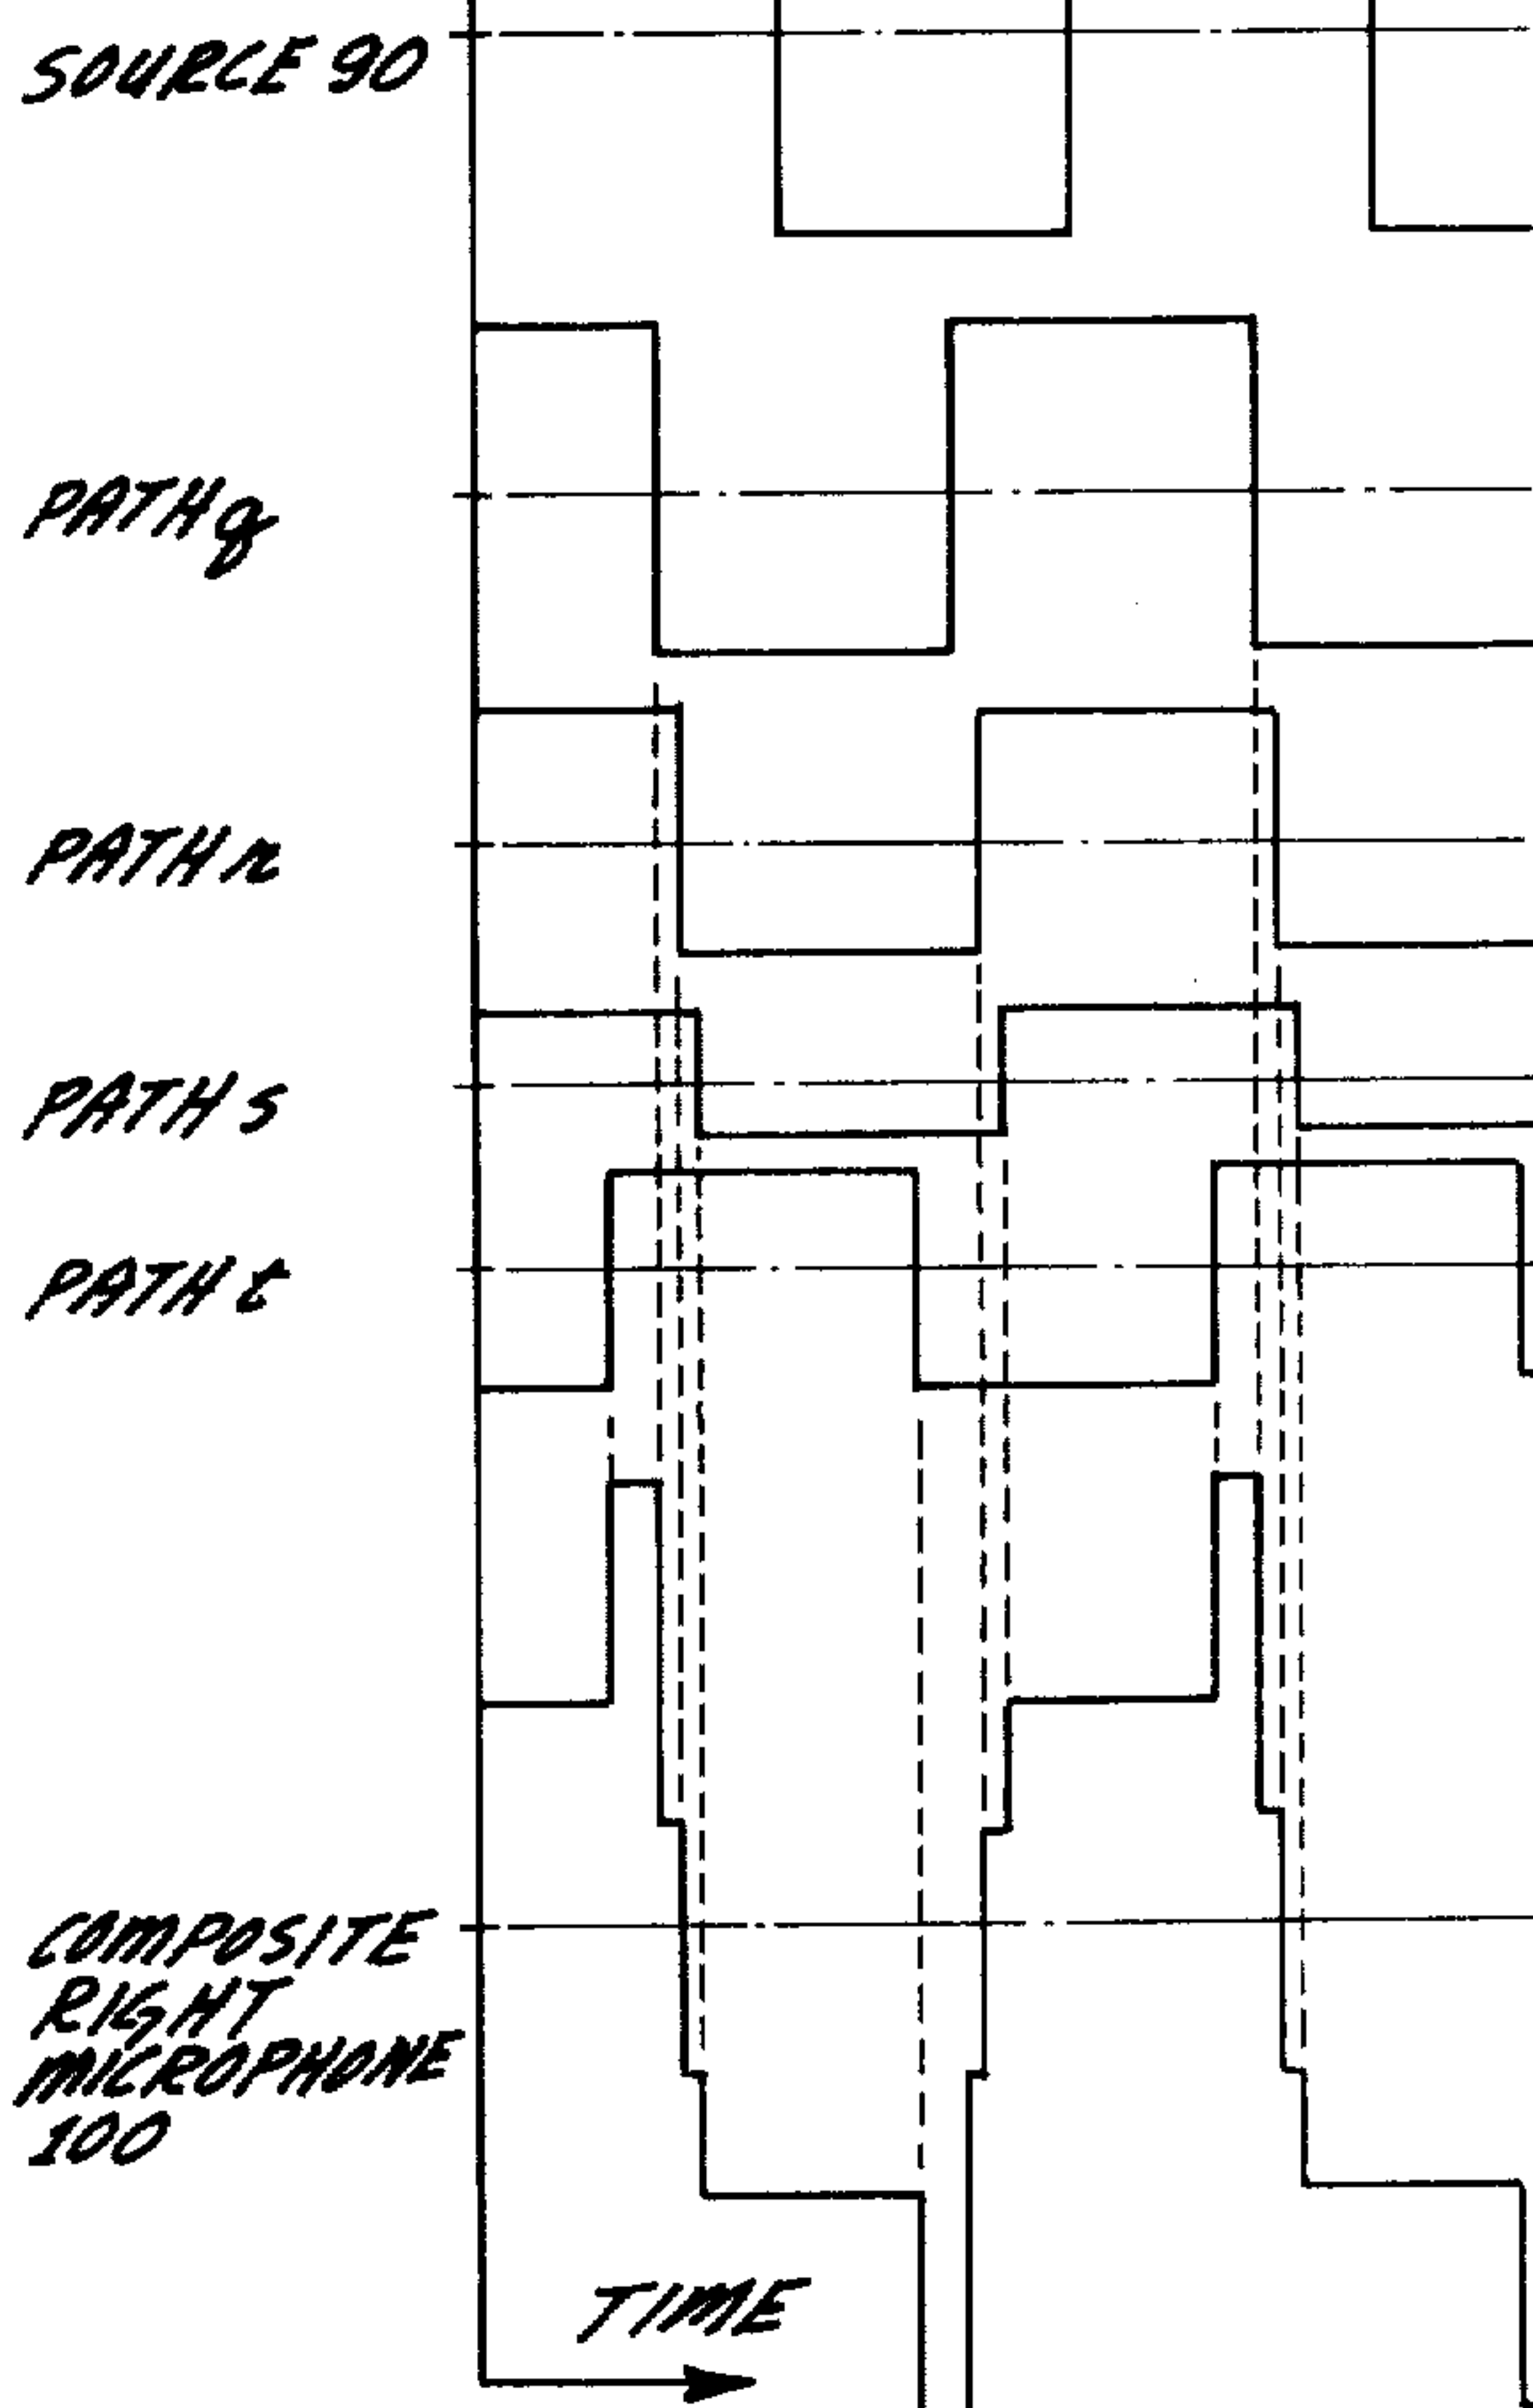 SOURCE 90
PATH q
PATH r
PATH s
PATH t
COMPOSITE
RIGHT
MICROPHONE
100
TIME